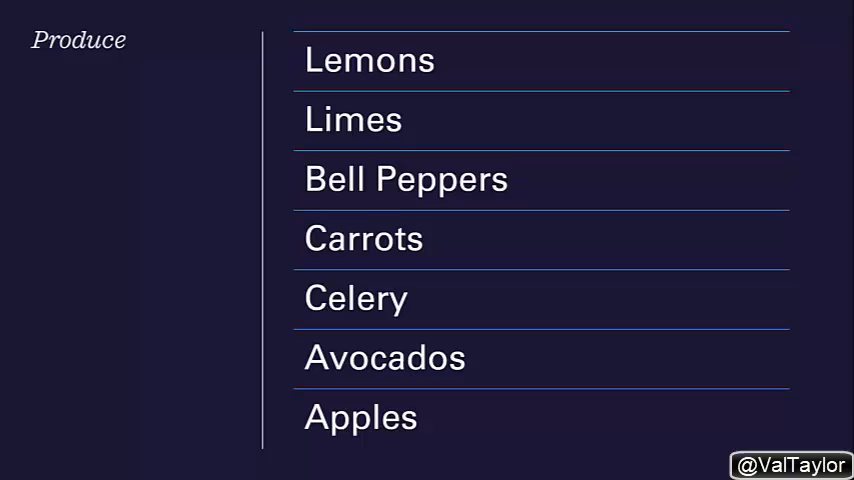 Produce
Lemons
Limes
Bell Peppers
Carrots
Celery
Avocados
Apples
@ValTaylor